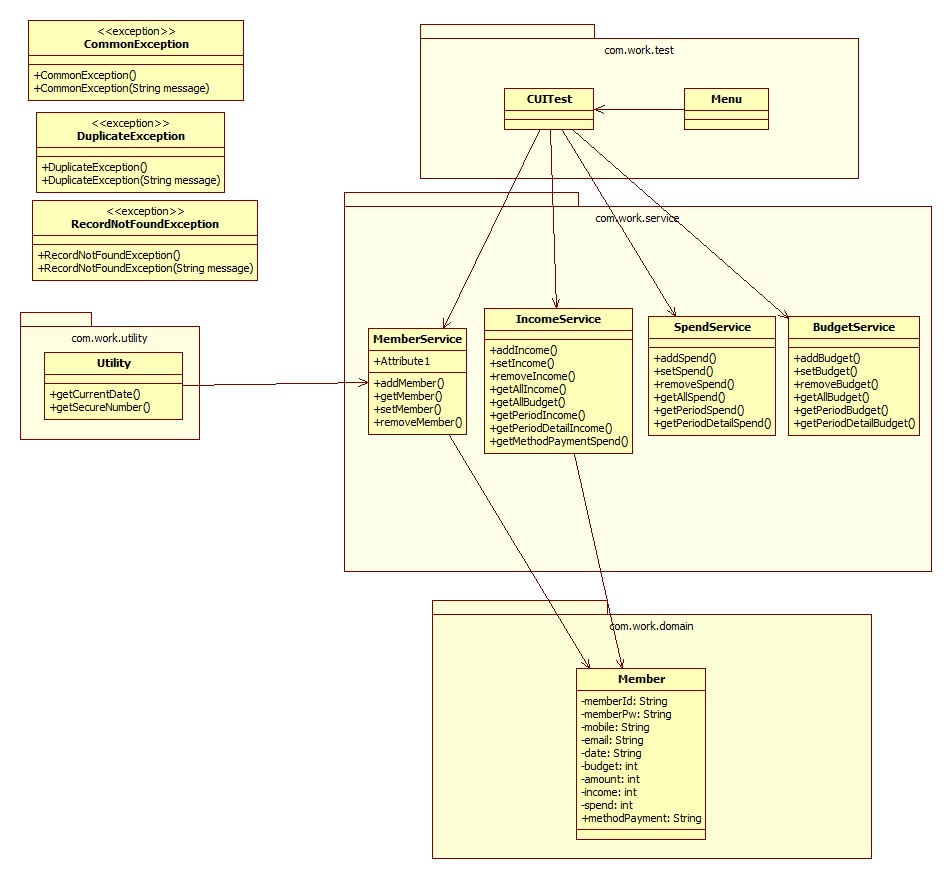 <<exception>>
CommonException
+CommonException()
+CommonException(String message)
<<exception>>
DuplicateException
+DuplicateException()
+DuplicateException(String message)
<<exception>>
RecordNotFoundException
+RecordNotFoundException()
+RecordNotFoundException(String message)
com.work.test
CUITest
Menu
com.work.service
com.work.utility
Utility
+getCurrentDate()
+getSecureNumber()
MemberService
+Attribute1
+addMember()
+getMember()
+setMember()
+removeMember()
IncomeService
+addIncome()
+setIncome()
+removeIncome()
+getAllIncome()
+getAllBudget()
+getPeriodIncome()
+getPeriodDetailIncome()
+getMethodPaymentSpend()
SpendService
+addSpend()
+setSpend()
+removeSpend()
+getAllSpend()
+getPeriodSpend()
+getPeriodDetailSpend()
BudgetService
+addBudget()
+setBudget()
+removeBudget()
+getAllBudget()
+getPeriodBudget()
+getPeriodDetailBudget()
com.work.domain
Member
-memberId: String
-memberPw: String
-mobile: String
-email: String
-date: String
-budget: int
-amount: int
-income: int
-spend: int
+methodPayment: String